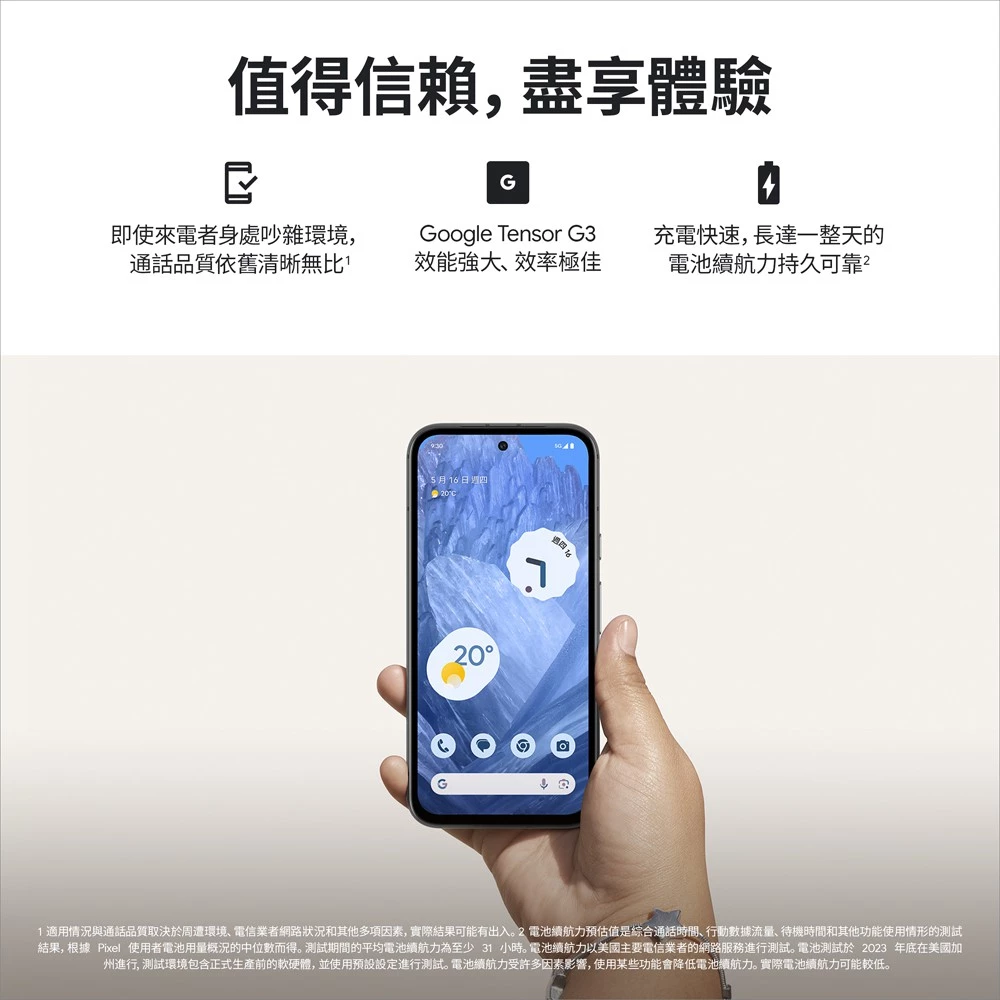 值得信賴, 盡享體驗
G
即使來電者身處吵雜環境,
通話品質依舊清晰無比1
Google Tensor G3
效能強大、效率極佳
充電快速, 長達一整天的
電池續航力持久可靠2
9:30
5G
5 月 16 日 週四
20°C
週四 16
20°
G
1 適用情況與通話品質取決於周遭環境、電信業者網路狀況和其他多項因素, 實際結果可能有出入。2 電池續航力預估值是綜合通話時間、行動數據流量、待機時間和其他功能使用情形的測試
結果, 根據 Pixel 使用者電池用量概況的中位數而得。測試期間的平均電池續航力為至少 31 小時。電池續航力以美國主要電信業者的網路服務進行測試。電池測試於 2023 年底在美國加
州進行, 測試環境包含正式生產前的軟硬體, 並使用預設設定進行測試。電池續航力受許多因素影響, 使用某些功能會降低電池續航力。實際電池續航力可能較低。